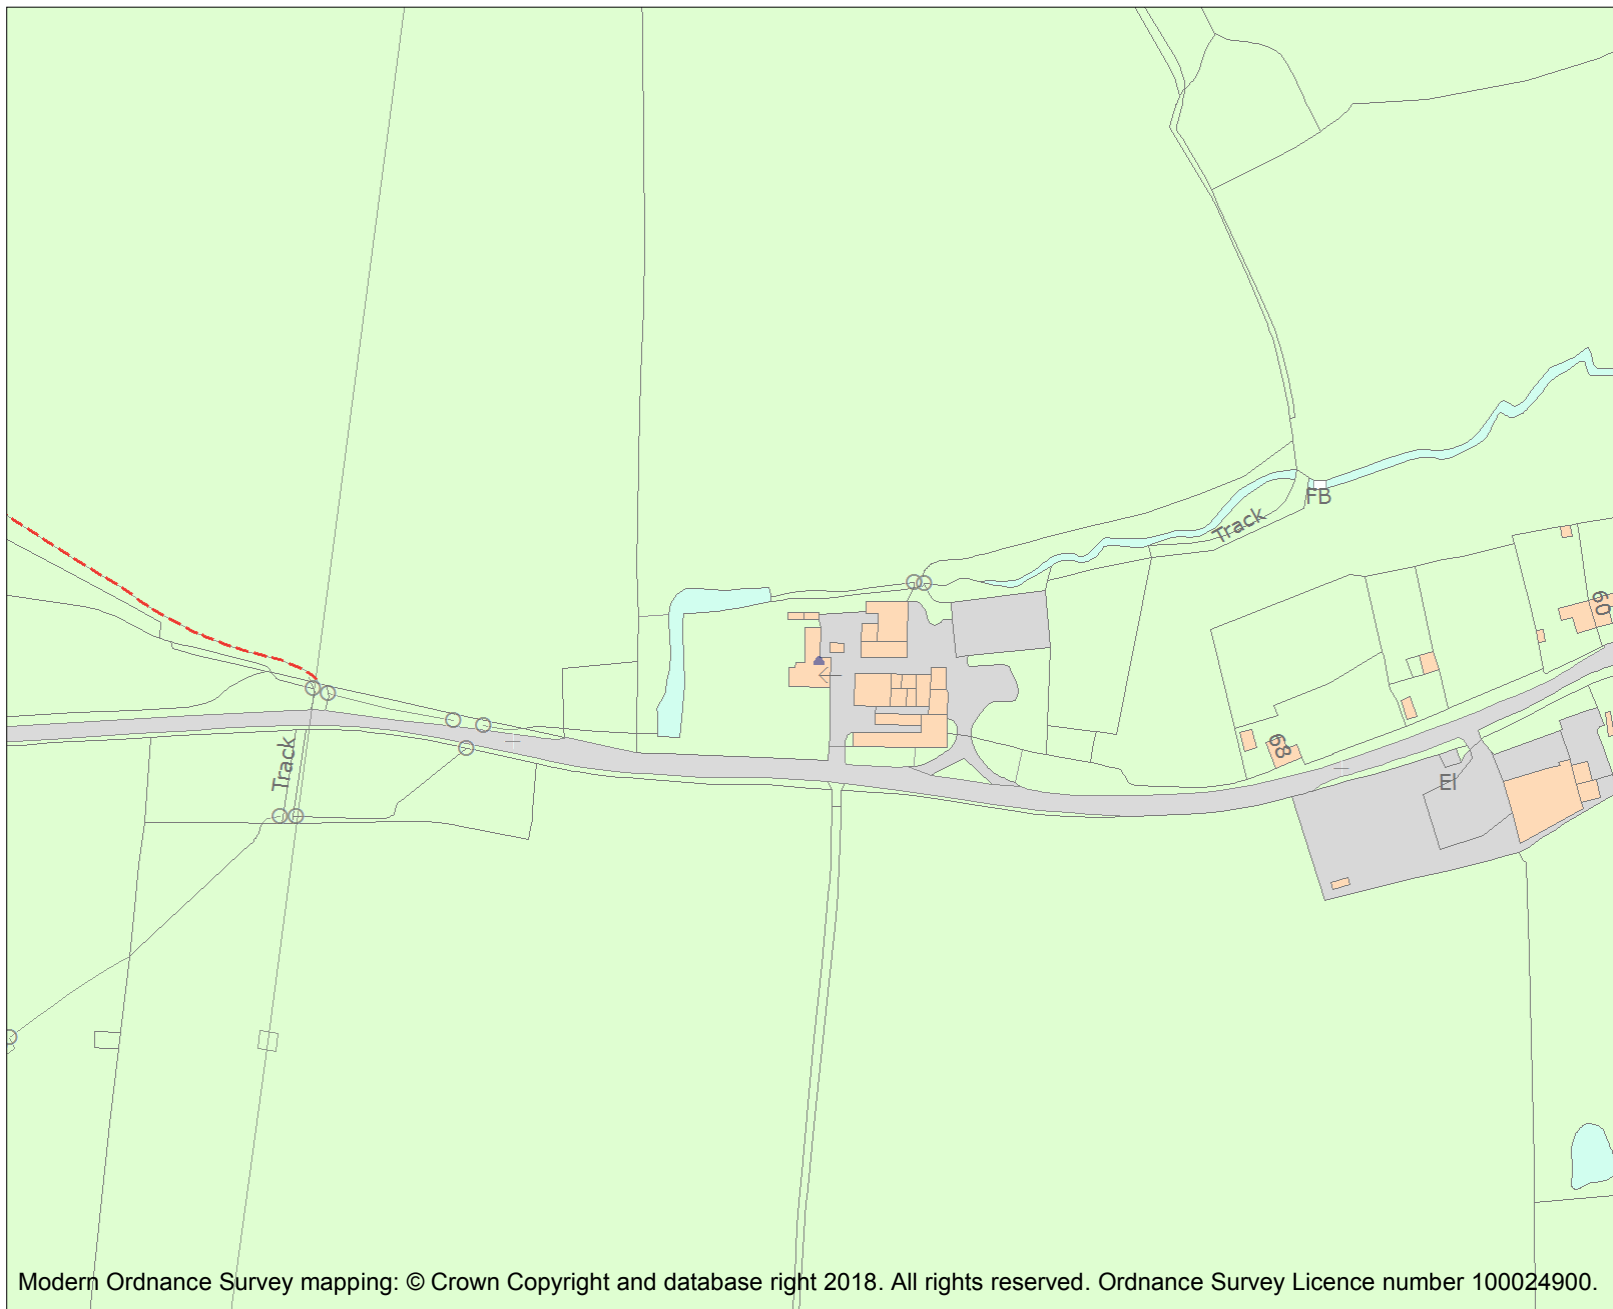 FB
Track
60
68
Track
El
Modern Ordnance Survey mapping: © Crown Copyright and database right 2018. All rights reserved. Ordnance Survey Licence number 100024900.